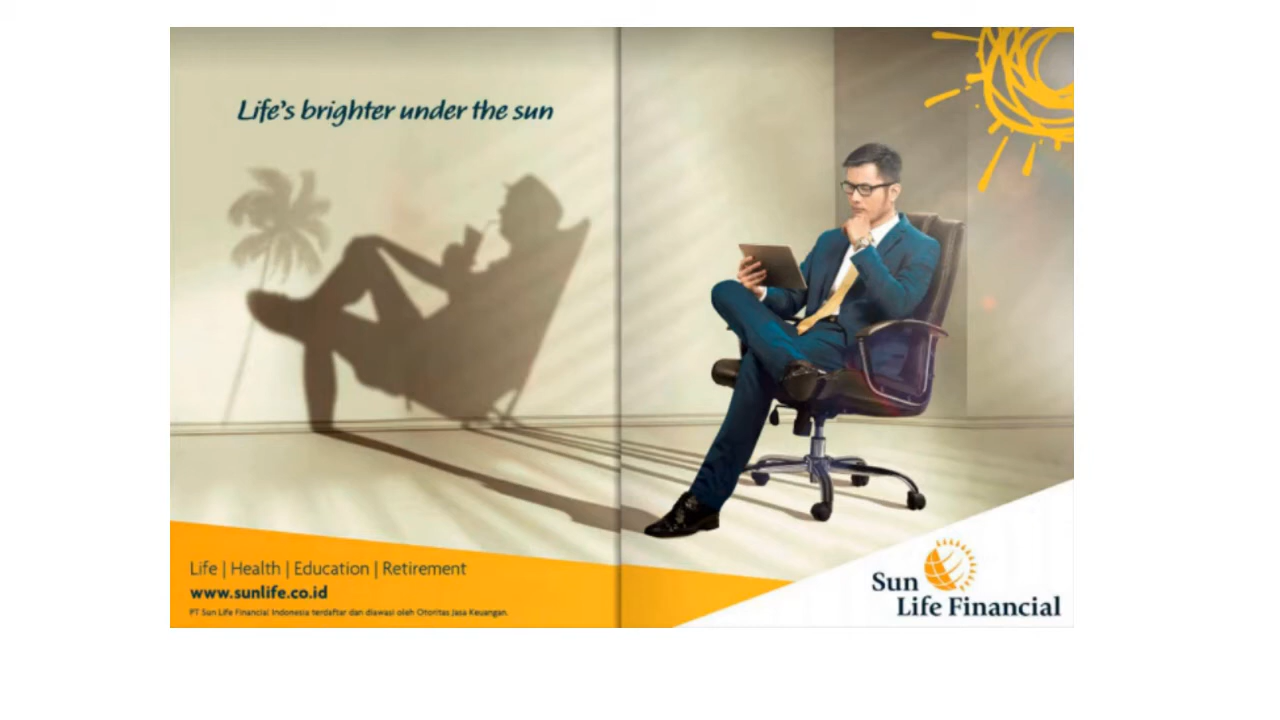 Life's brighter under the sun
Life | Health | Education | Retirement
www.sunlife.co.id
PT Sun Life Financial Indonesia terdaftar dan diawasi oleh Otoritas Jasa Keuangan.
Sun
Life Financial